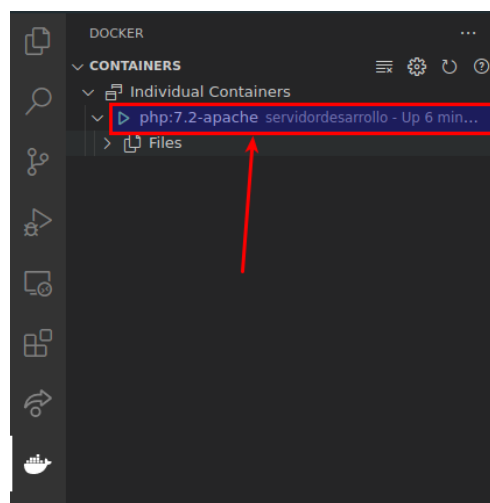 DOCKER
CONTAINERS
Individual Containers
php:7.2-apache servidordesarrollo - Up 6 min...
Files